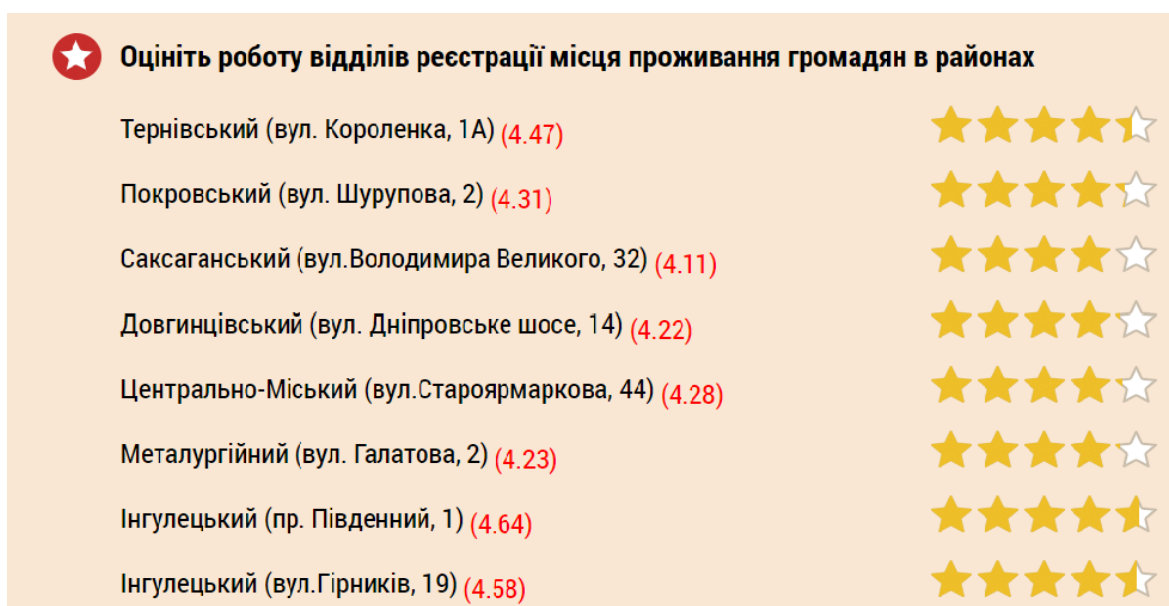 Оцініть роботу відділів реєстрації місця проживання громадян в районах
Тернівський (вул. Короленка, 1А) (4.47)
Покровський (вул. Шурупова, 2) (4.31)
Саксаганський (вул.Володимира Великого, 32) (4.11)
Довгинцівський (вул. Дніпровське шосе, 14) (4.22)
Центрально-Міський (вул.Староярмаркова, 44) (4.28)
Металургійний (вул. Галатова, 2) (4.23)
Інгулецький (пр. Південний, 1) (4.64)
Інгулецький (вул.Гірників, 19) (4.58)